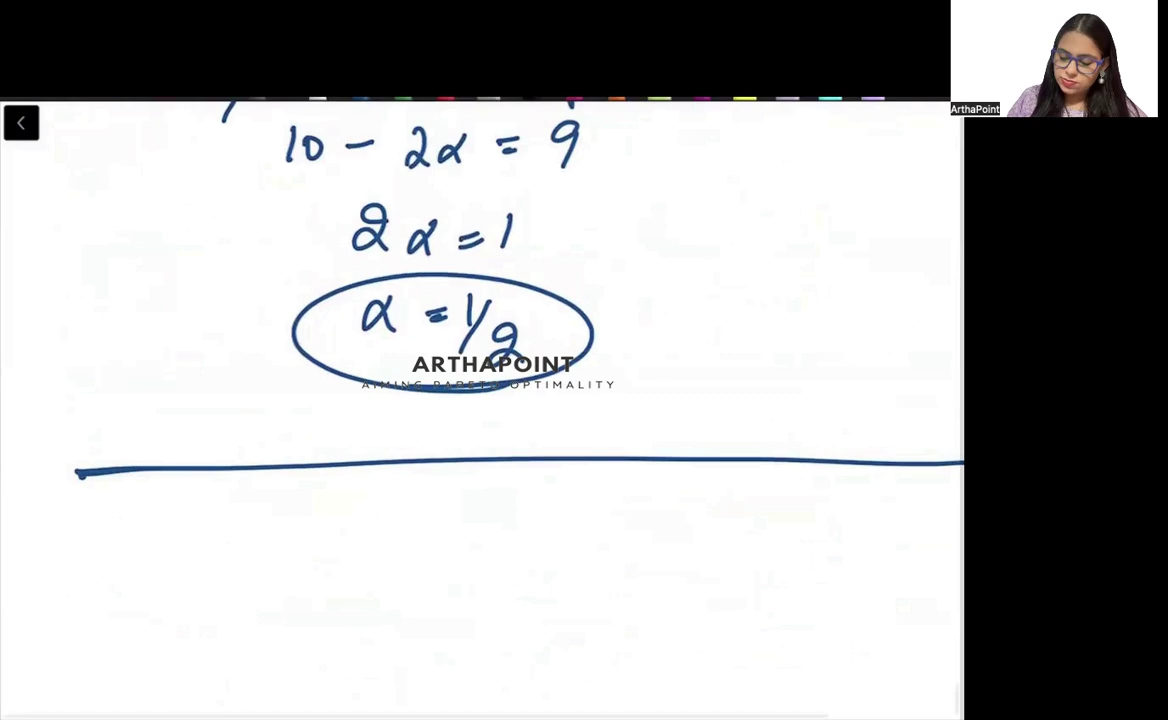 ArthaPoint
10 - 2α = 9
2α = 1
α = 1/2
ARTHAPOINT
AIMING PARETO OPTIMALITY